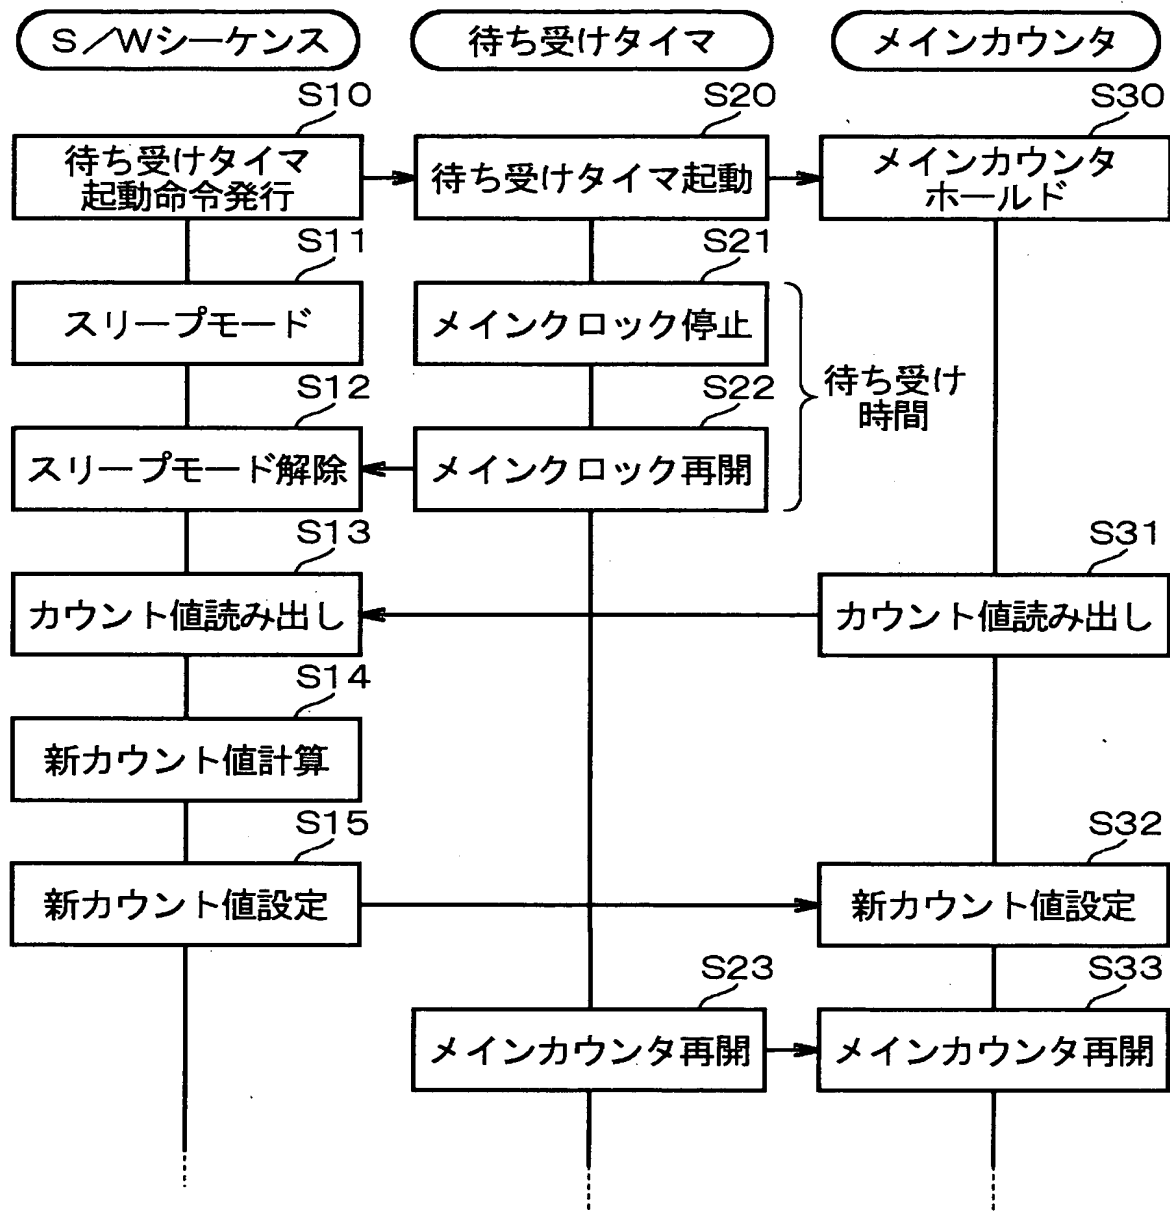 S/Wシーケンス
待ち受けタイマ
メインカウンタ
S10
S20
S30
待ち受けタイマ
起動命令発行
待ち受けタイマ起動
メインカウンタ
ホールド
S11
S21
スリープモード
メインクロック停止
待ち受け
時間
S12
S22
スリープモード解除
メインクロック再開
S13
S31
カウント値読み出し
カウント値読み出し
S14
新カウント値計算
S15
S32
新カウント値設定
新カウント値設定
S23
S33
メインカウンタ再開
メインカウンタ再開